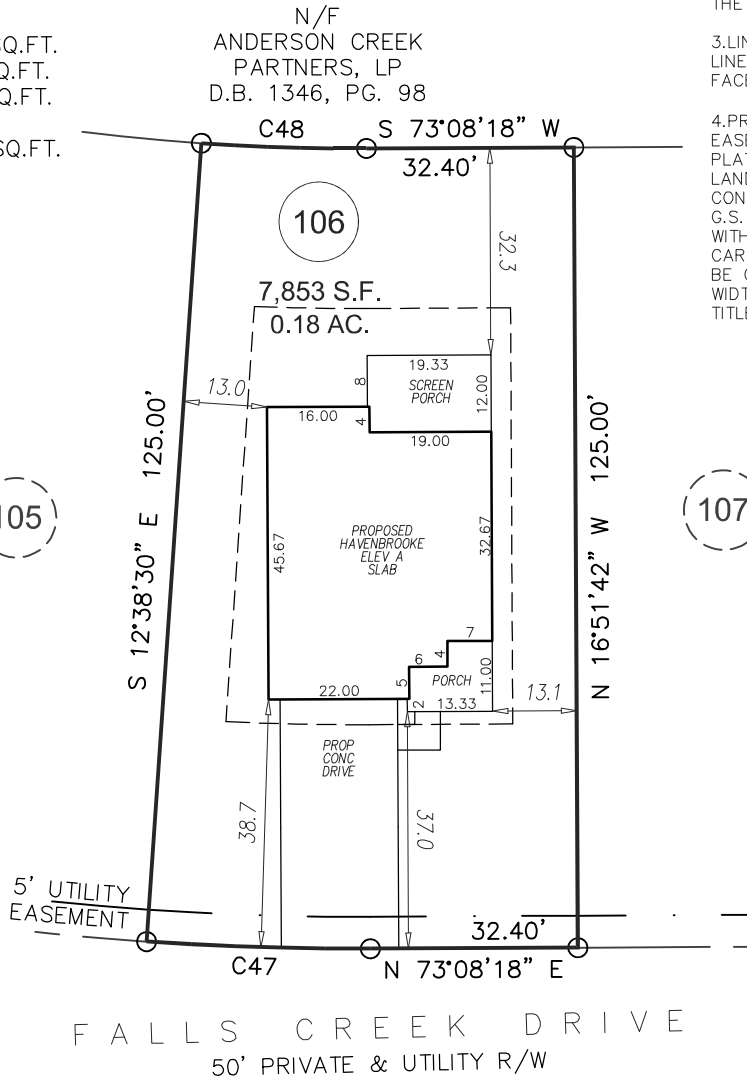 SQ.FT.
Q.FT.
Q.FT.
SQ.FT.
N/F
ANDERSON CREEK
PARTNERS, LP
D.B. 1346, PG. 98
THE
3.LIN
LINE
FACE
4.PR
EASE
PLAT
LAND
CON
G.S.
WITH
CAR
BE
WIDT
TITLE
C48
S 73°08'18" W
32.40'
106
32.3
7,853 S.F.
0.18 AC.
13.0
8
19.33
SCREEN
PORCH
12.00
16.00
4
19.00
S 12°38'30" E 125.00'
N 16°51'42" W 125.00'
105
107
45.67
PROPOSED
HAVENBROOKE
ELEV A
SLAB
32.67
7
4
6
5
PORCH
11.00
22.00
2
13.33
13.1
PROP
CONC
DRIVE
38.7
37.0
5' UTILITY
EASEMENT
32.40'
C47
N 73°08'18" E
FALLS CREEK DRIVE
50' PRIVATE & UTILITY R/W